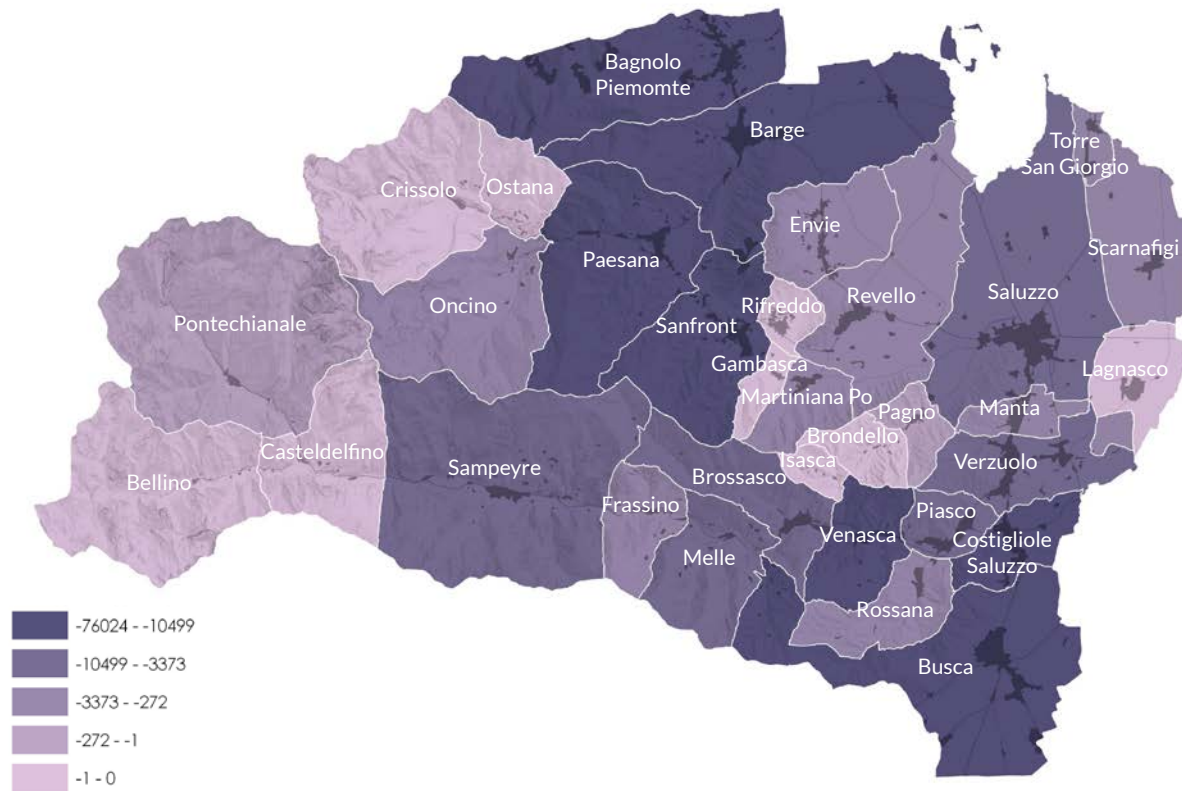 Bagnolo
Piemomte
Barge
Torre
San Giorgio
Crissolo
Ostana
Envie
Scarnafigi
Paesana
Oncino
Rifreddo
Revello
Saluzzo
Pontechianale
Sanfront
Gambasca
Lagnasco
Martiniana Po
Pagno
Manta
Brondello
Casteldelfino
Isasca
Verzuolo
Bellino
Sampeyre
Brossasco
Frassino
Piasco
Venasca
Costigliole
Saluzzo
Melle
Rossana
Busca
-76024 - -10499
-10499 - -3373
-3373 - -272
-272 - -1
-1 - 0